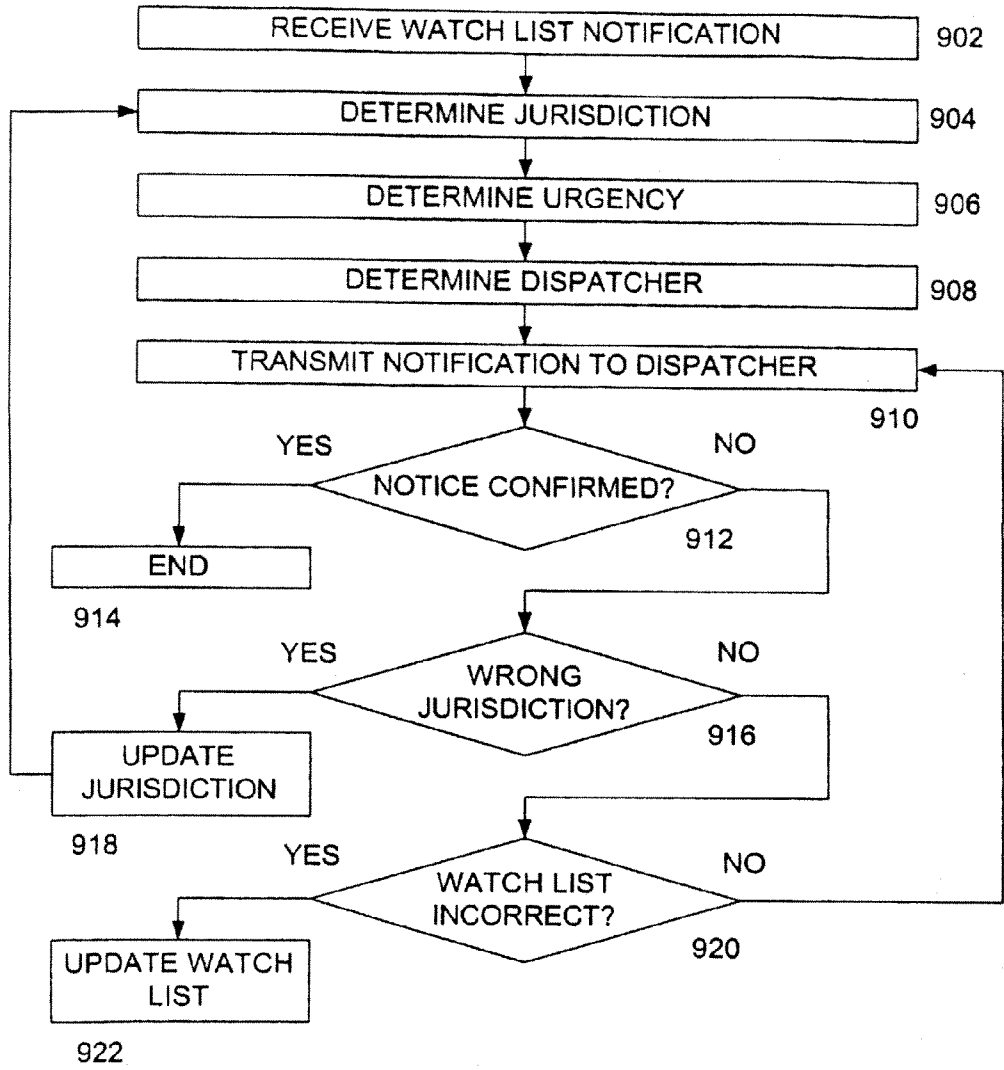 RECEIVE WATCH LIST NOTIFICATION
902
DETERMINE JURISDICTION
904
DETERMINE URGENCY
906
DETERMINE DISPATCHER
908
TRANSMIT NOTIFICATION TO DISPATCHER
910
YES
NO
NOTICE CONFIRMED?
912
END
914
YES
NO
WRONG
JURISDICTION?
916
UPDATE
JURISDICTION
918
YES
NO
WATCH LIST
INCORRECT?
920
UPDATE WATCH
LIST
922